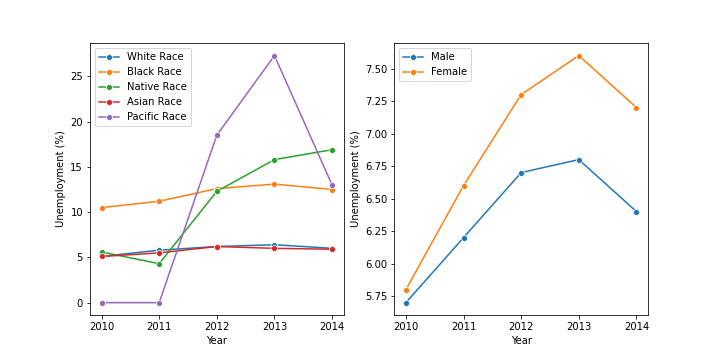 White Race
Black Race
Native Race
Asian Race
Pacific Race
Unemployment (%)
25
20
15
10
5
0
2010 2011 2012 2013 2014
Year
Male
Female
Unemployment (%)
7.50
7.25
7.00
6.75
6.50
6.25
6.00
5.75
2010 2011 2012 2013 2014
Year